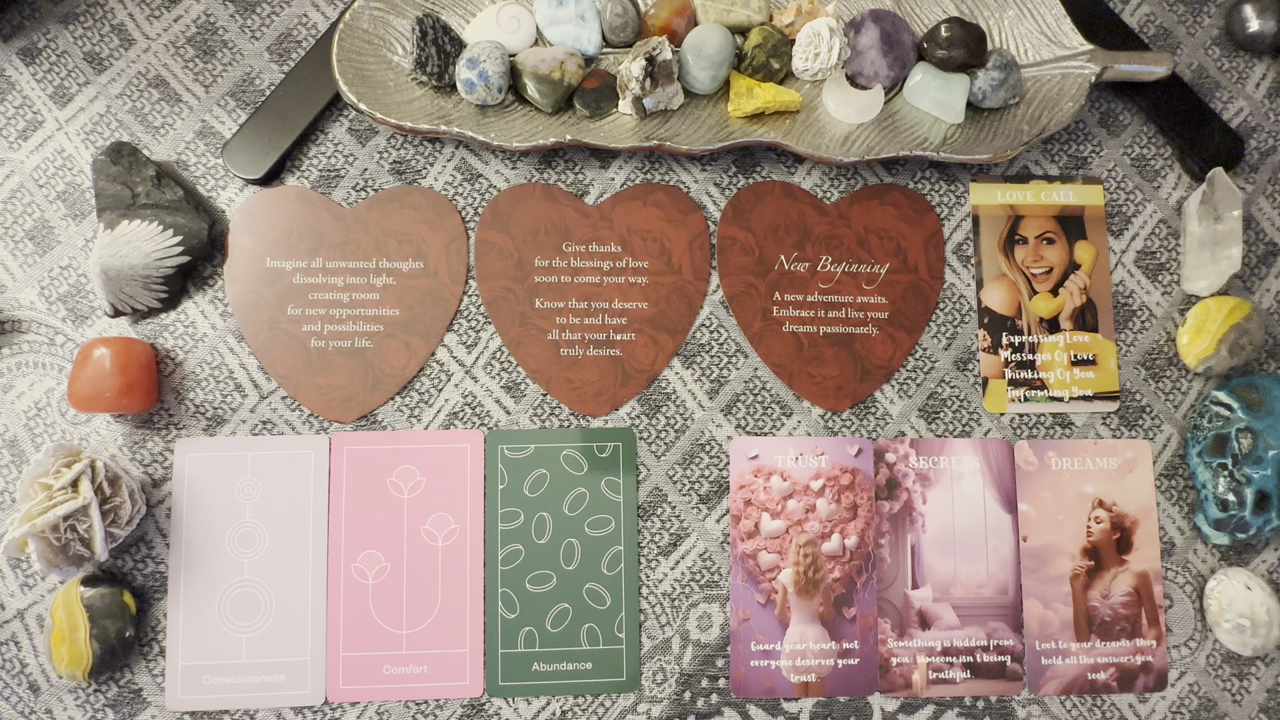 Imagine all unwanted thoughts
dissolving into light,
creating room
for new opportunities
and possibilities
for your life.
Give thanks
for the blessings of love
soon to come your way.
Know that you deserve
to be and have
all that your heart
truly desires.
New Beginning
A new adventure awaits.
Embrace it and live your
dreams passionately.
LOVE CALL
Expressing Love
Messages Of Love
Thinking Of You
Informing You
Consciousness
Comfort
Abundance
TRUST
Guard your heart; not
everyone deserves your
trust.
SECRETS
Something is hidden from
you; someone isn't being
truthful.
DREAMS
Look to your dreams; they
hold all the answers you
seek.